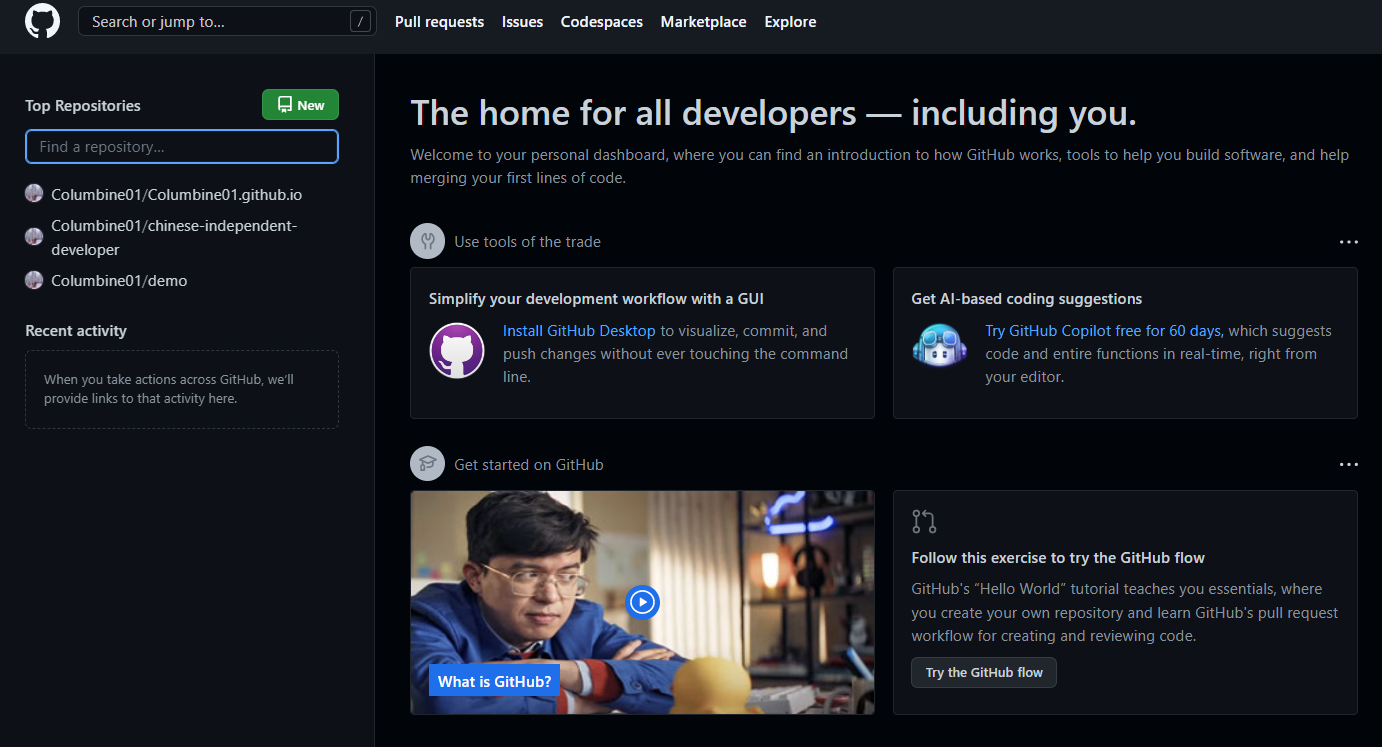 Search or jump to... /
Pull requests
Issues
Codespaces
Marketplace
Explore
Top Repositories
New
Find a repository...
Columbine01/Columbine01.github.io
Columbine01/chinese-independent-
developer
Columbine01/demo
Recent activity
When you take actions across GitHub, we'll
provide links to that activity here.
The home for all developers — including you.
Welcome to your personal dashboard, where you can find an introduction to how GitHub works, tools to help you build software, and help
merging your first lines of code.
Use tools of the trade
Simplify your development workflow with a GUI
Install GitHub Desktop to visualize, commit, and
push changes without ever touching the command
line.
Get AI-based coding suggestions
Try GitHub Copilot free for 60 days, which suggests
code and entire functions in real-time, right from
your editor.
Get started on GitHub
What is GitHub?
Follow this exercise to try the GitHub flow
GitHub's “Hello World” tutorial teaches you essentials, where
you create your own repository and learn GitHub's pull request
workflow for creating and reviewing code.
Try the GitHub flow